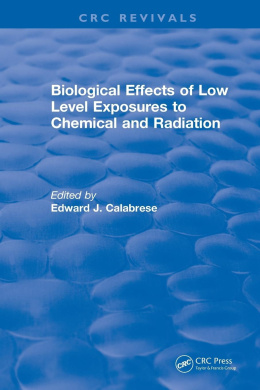 CRC REVIVALS
Biological Effects of Low
Level Exposures to
Chemical and Radiation
Edited by
Edward J. Calabrese
CRC Press
Taylor & Francis Group